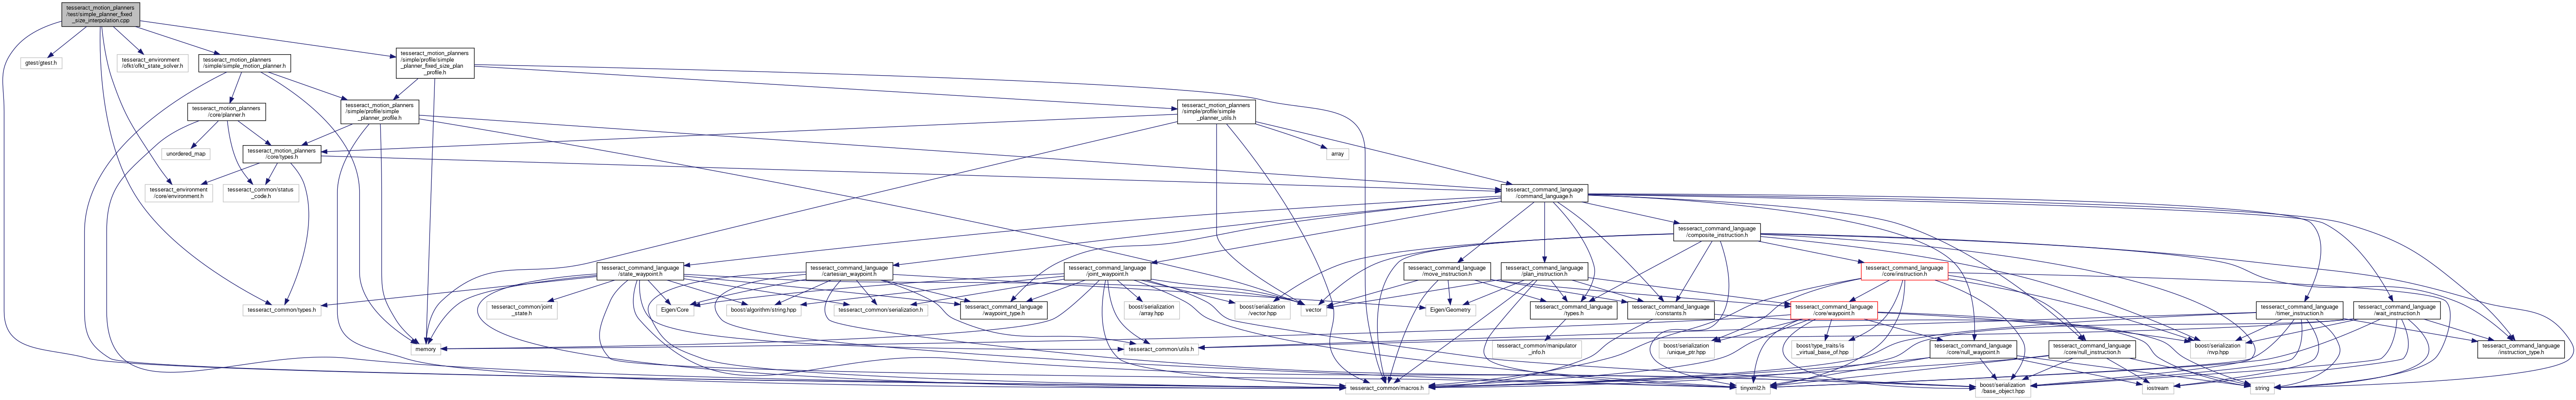 tesseract_motion_planners
/test/simple_planner_fixed
_size_interpolation.cpp
gtest/gtest.h
tesseract_environment
/ofkt/ofkt_state_solver.h
tesseract_motion_planners
/simple/simple_motion_planner.h
tesseract_motion_planners
/simple/profile/simple
_planner_fixed_size_plan
_profile.h
tesseract_motion_planners
/core/planner.h
tesseract_motion_planners
/simple/profile/simple
_planner_profile.h
tesseract_motion_planners
/simple/profile/simple
_planner_utils.h
unordered_map
tesseract_motion_planners
/core/types.h
array
tesseract_environment
/core/environment.h
tesseract_common/status
_code.h
tesseract_command_language
/command_language.h
tesseract_command_language
/composite_instruction.h
tesseract_command_language
/state_waypoint.h
tesseract_command_language
/cartesian_waypoint.h
tesseract_command_language
/joint_waypoint.h
tesseract_command_language
/move_instruction.h
tesseract_command_language
/plan_instruction.h
tesseract_command_language
/core/instruction.h
tesseract_common/types.h
tesseract_common/joint
_state.h
Eigen/Core
boost/algorithm/string.hpp
tesseract_common/serialization.h
tesseract_command_language
/waypoint_type.h
boost/serialization
/array.hpp
boost/serialization
/vector.hpp
vector
Eigen/Geometry
tesseract_command_language
/types.h
tesseract_command_language
/constants.h
tesseract_command_language
/core/waypoint.h
tesseract_command_language
/timer_instruction.h
tesseract_command_language
/wait_instruction.h
memory
tesseract_common/utils.h
tesseract_common/manipulator
_info.h
boost/serialization
/unique_ptr.hpp
boost/type_traits/is
_virtual_base_of.hpp
tesseract_command_language
/core/null_waypoint.h
tesseract_command_language
/core/null_instruction.h
boost/serialization
/nvp.hpp
tesseract_command_language
/instruction_type.h
tesseract_common/macros.h
tinyxml2.h
boost/serialization
/base_object.hpp
iostream
string